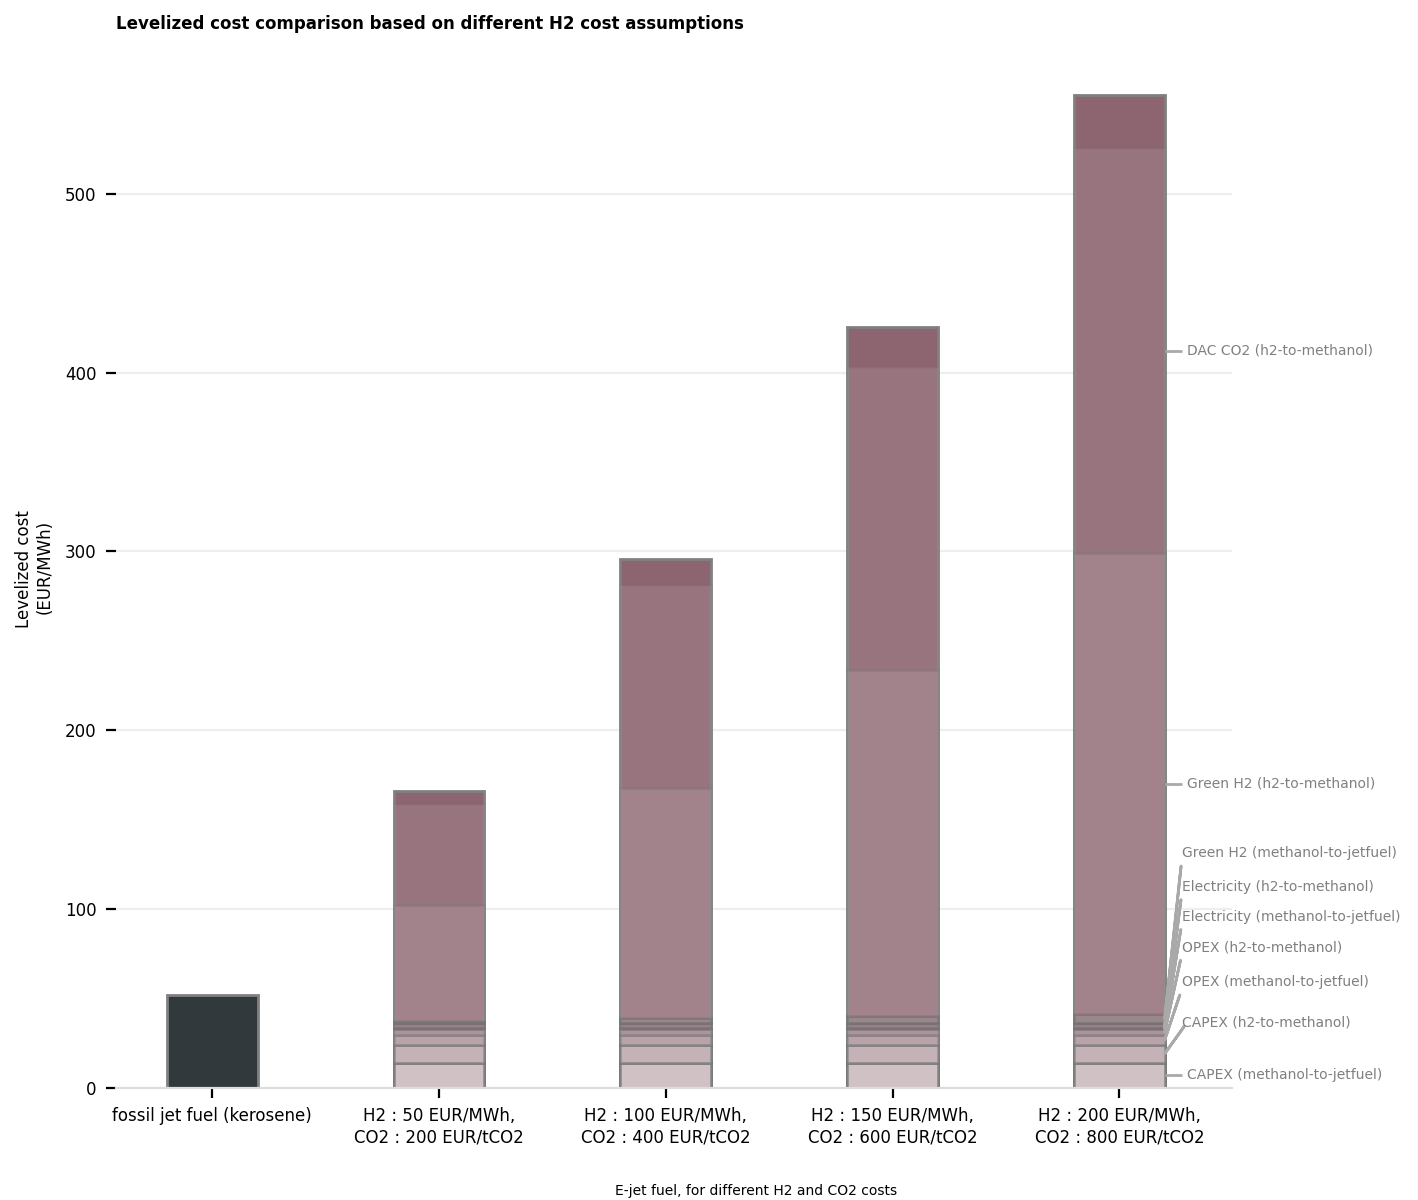 Levelized cost comparison based on different H2 cost assumptions
Levelized cost
(EUR/MWh)
500
400
300
200
100
0
DAC CO2 (h2-to-methanol)
Green H2 (h2-to-methanol)
Green H2 (methanol-to-jetfuel)
Electricity (h2-to-methanol)
Electricity (methanol-to-jetfuel)
OPEX (h2-to-methanol)
OPEX (methanol-to-jetfuel)
CAPEX (h2-to-methanol)
CAPEX (methanol-to-jetfuel)
fossil jet fuel (kerosene)
H2 : 50 EUR/MWh,
CO2 : 200 EUR/tCO2
H2 : 100 EUR/MWh,
CO2 : 400 EUR/tCO2
H2 : 150 EUR/MWh,
CO2 : 600 EUR/tCO2
H2 : 200 EUR/MWh,
CO2 : 800 EUR/tCO2
E-jet fuel, for different H2 and CO2 costs